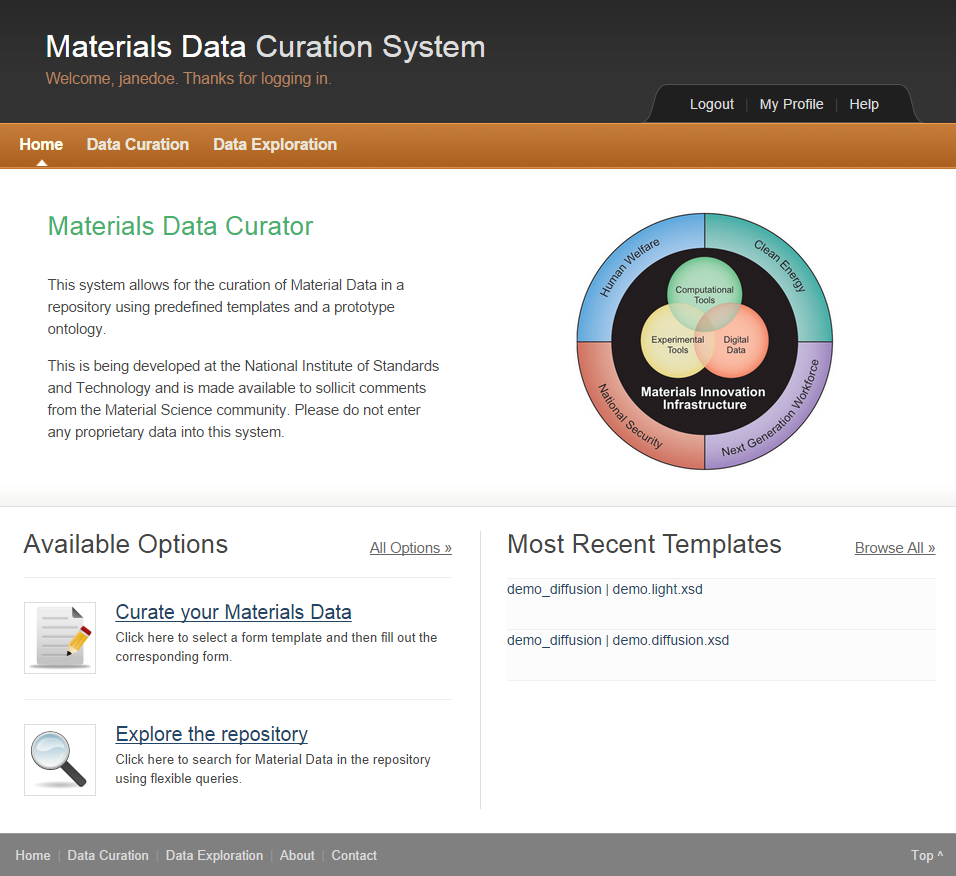 Materials Data Curation System
Welcome, janedoe. Thanks for logging in.
Logout | My Profile | Help
Home Data Curation Data Exploration
Materials Data Curator
This system allows for the curation of Material Data in a
repository using predefined templates and a prototype
ontology.
This is being developed at the National Institute of Standards
and Technology and is made available to sollicit comments
from the Material Science community. Please do not enter
any proprietary data into this system.
Human Welfare
Clean Energy
Computational
Tools
Experimental
Tools
Digital
Data
Materials Innovation
Infrastructure
National Security
Next Generation Workforce
Available Options
All Options »
Curate your Materials Data
Click here to select a form template and then fill out the
corresponding form.
Explore the repository
Click here to search for Material Data in the repository
using flexible queries.
Most Recent Templates
Browse All »
demo_diffusion | demo.light.xsd
demo_diffusion | demo.diffusion.xsd
Home | Data Curation | Data Exploration | About | Contact
Top ^